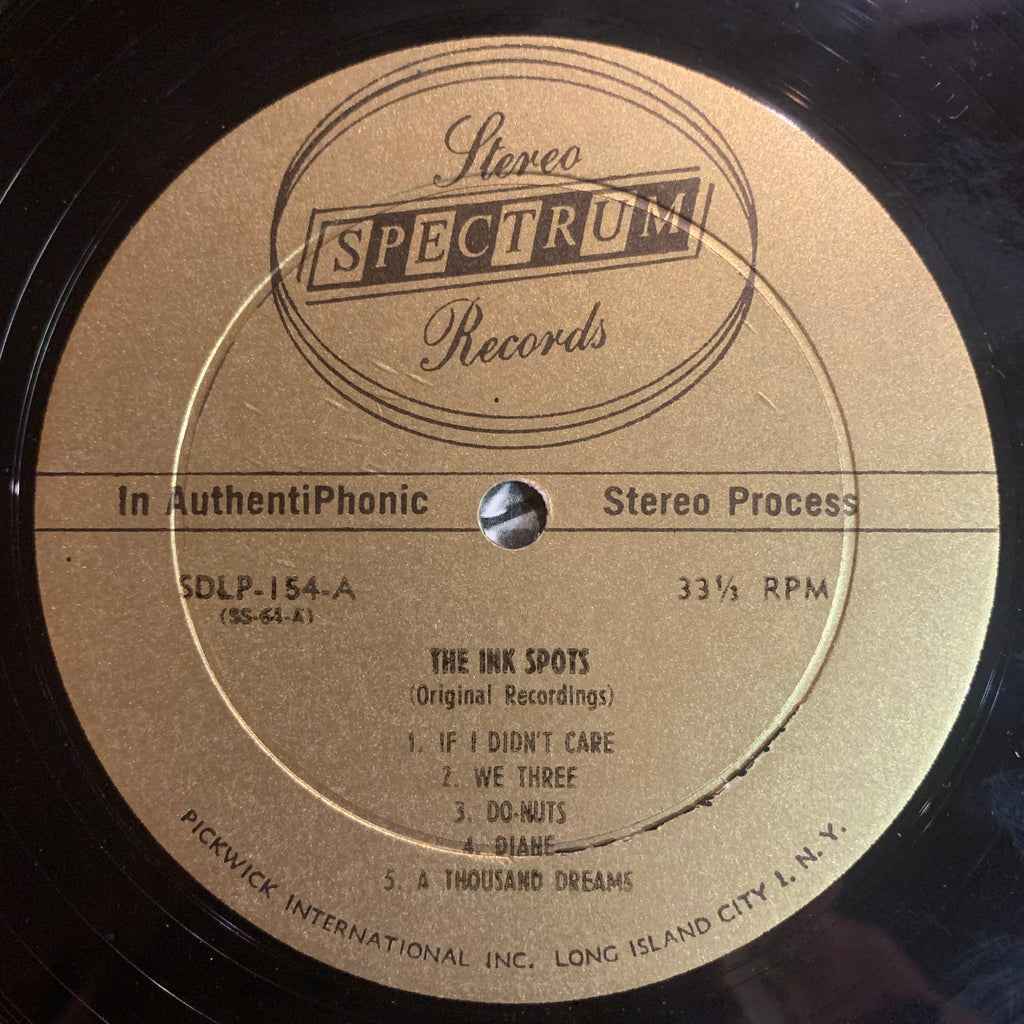 Stereo
SPECTRUM
Records
In AuthentiPhonic Stereo Process
SDLP-154-A 33⅓ RPM
(SS-64-A)
THE INK SPOTS
(Original Recordings)
1. IF I DIDN'T CARE
2. WE THREE
3. DO-NUTS
4. DIANE
5. A THOUSAND DREAMS
PICKWICK INTERNATIONAL INC. LONG ISLAND CITY 1, N. Y.